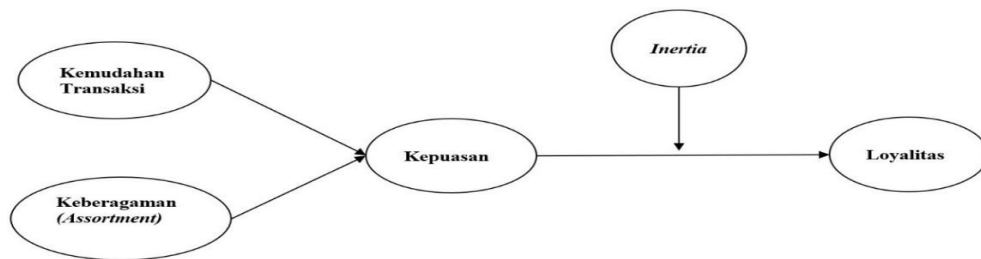 Inertia
Kemudahan
Transaksi
Kepuasan
Loyalitas
Keberagaman
(Assortment)